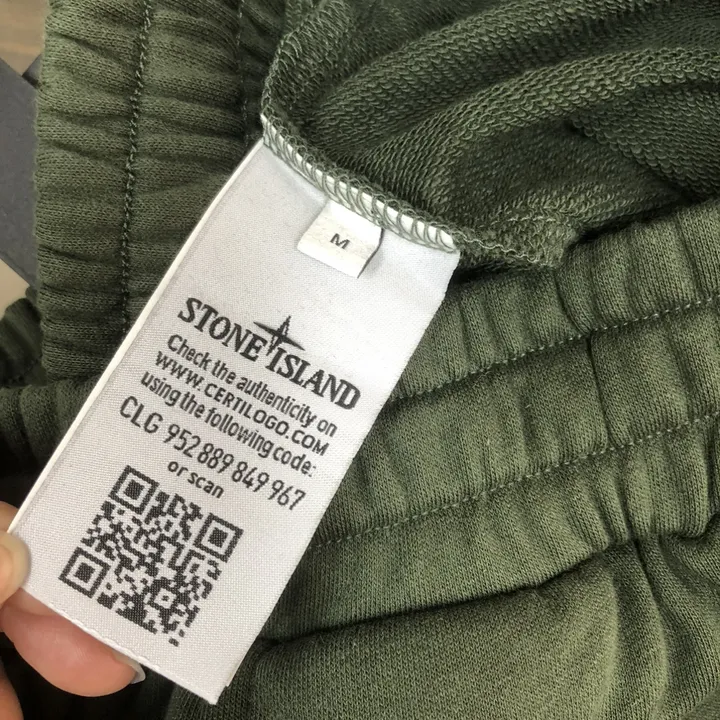 M
STONE ISLAND
Check the authenticity on
WWW.CERTILOGO.COM
using the following code:
CLG 952 889 849 967
or scan